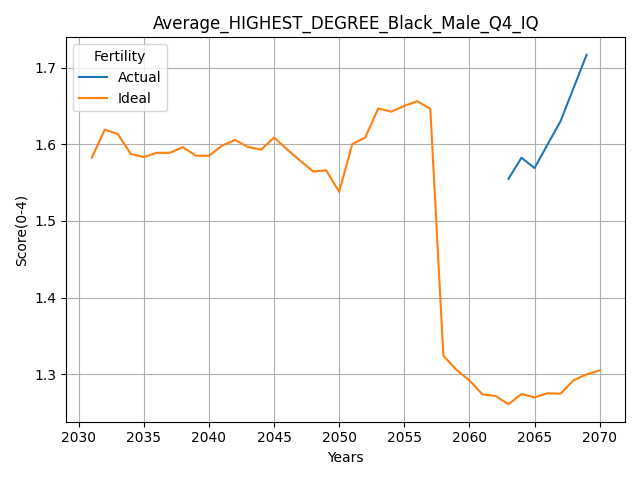 Average_HIGHEST_DEGREE_Black_Male_Q4_IQ
Fertility
Actual
Ideal
Score(0-4)
1.7
1.6
1.5
1.4
1.3
2030 2035 2040 2045 2050 2055 2060 2065 2070
Years